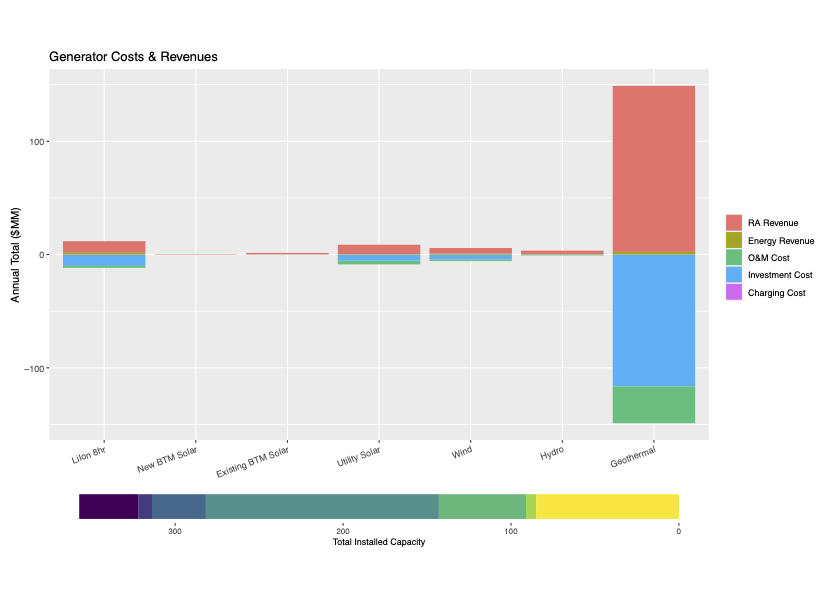 Generator Costs & Revenues
Annual Total ($MM)
100
0
−100
LiIon 8hr
New BTM Solar
Existing BTM Solar
Utility Solar
Wind
Hydro
Geothermal
RA Revenue
Energy Revenue
O&M Cost
Investment Cost
Charging Cost
300
200
100
0
Total Installed Capacity